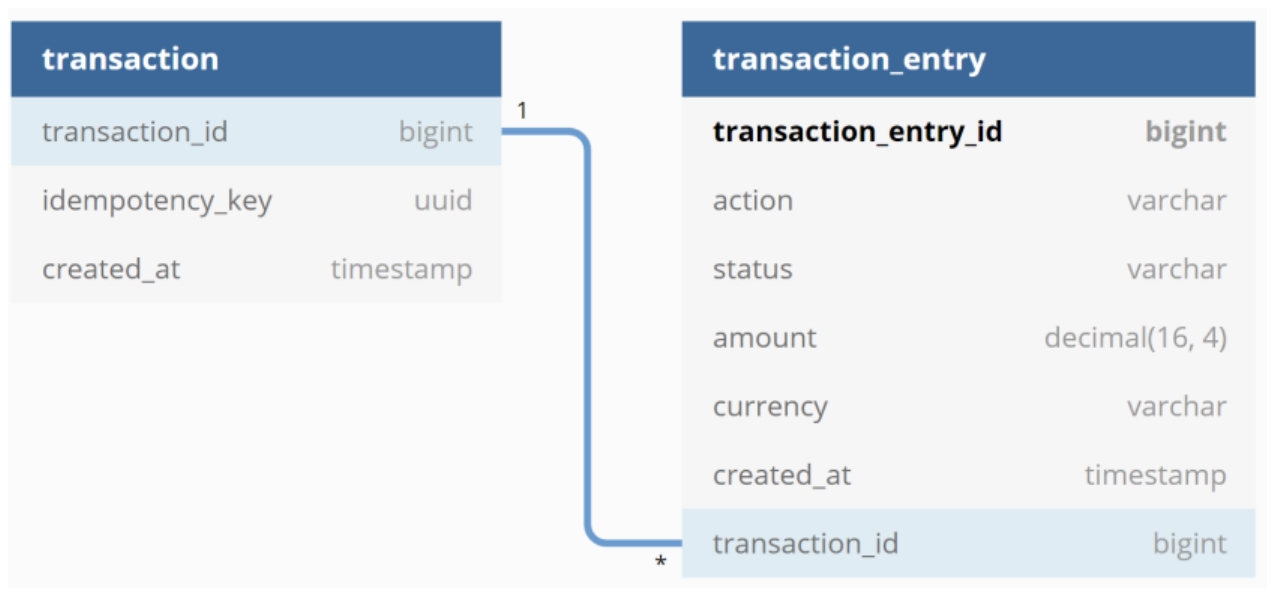 transaction
transaction_id bigint
idempotency_key uuid
created_at timestamp
1
*
transaction_entry
transaction_entry_id bigint
action varchar
status varchar
amount decimal(16, 4)
currency varchar
created_at timestamp
transaction_id bigint